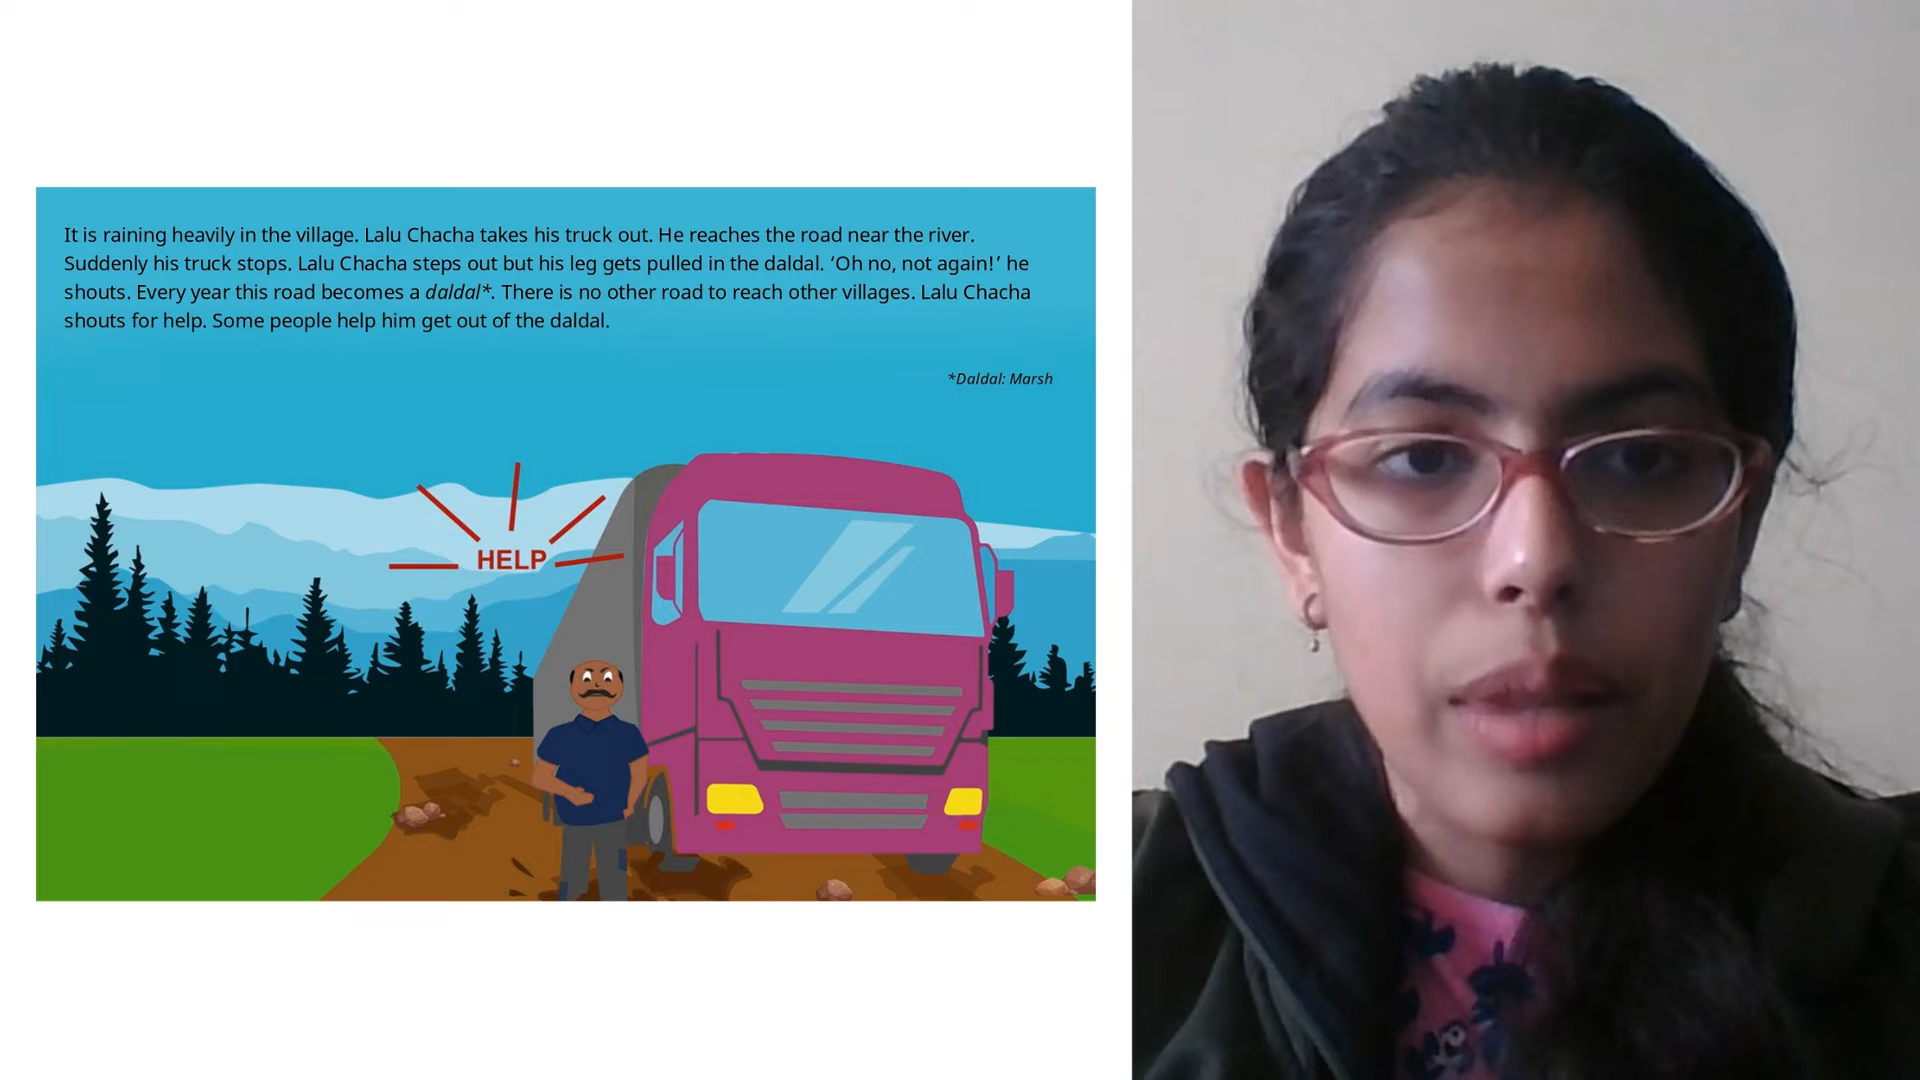 It is raining heavily in the village. Lalu Chacha takes his truck out. He reaches the road near the river.
Suddenly his truck stops. Lalu Chacha steps out but his leg gets pulled in the daldal. ‘Oh no, not again!’ he
shouts. Every year this road becomes a daldal*. There is no other road to reach other villages. Lalu Chacha
shouts for help. Some people help him get out of the daldal.
*Daldal: Marsh
HELP